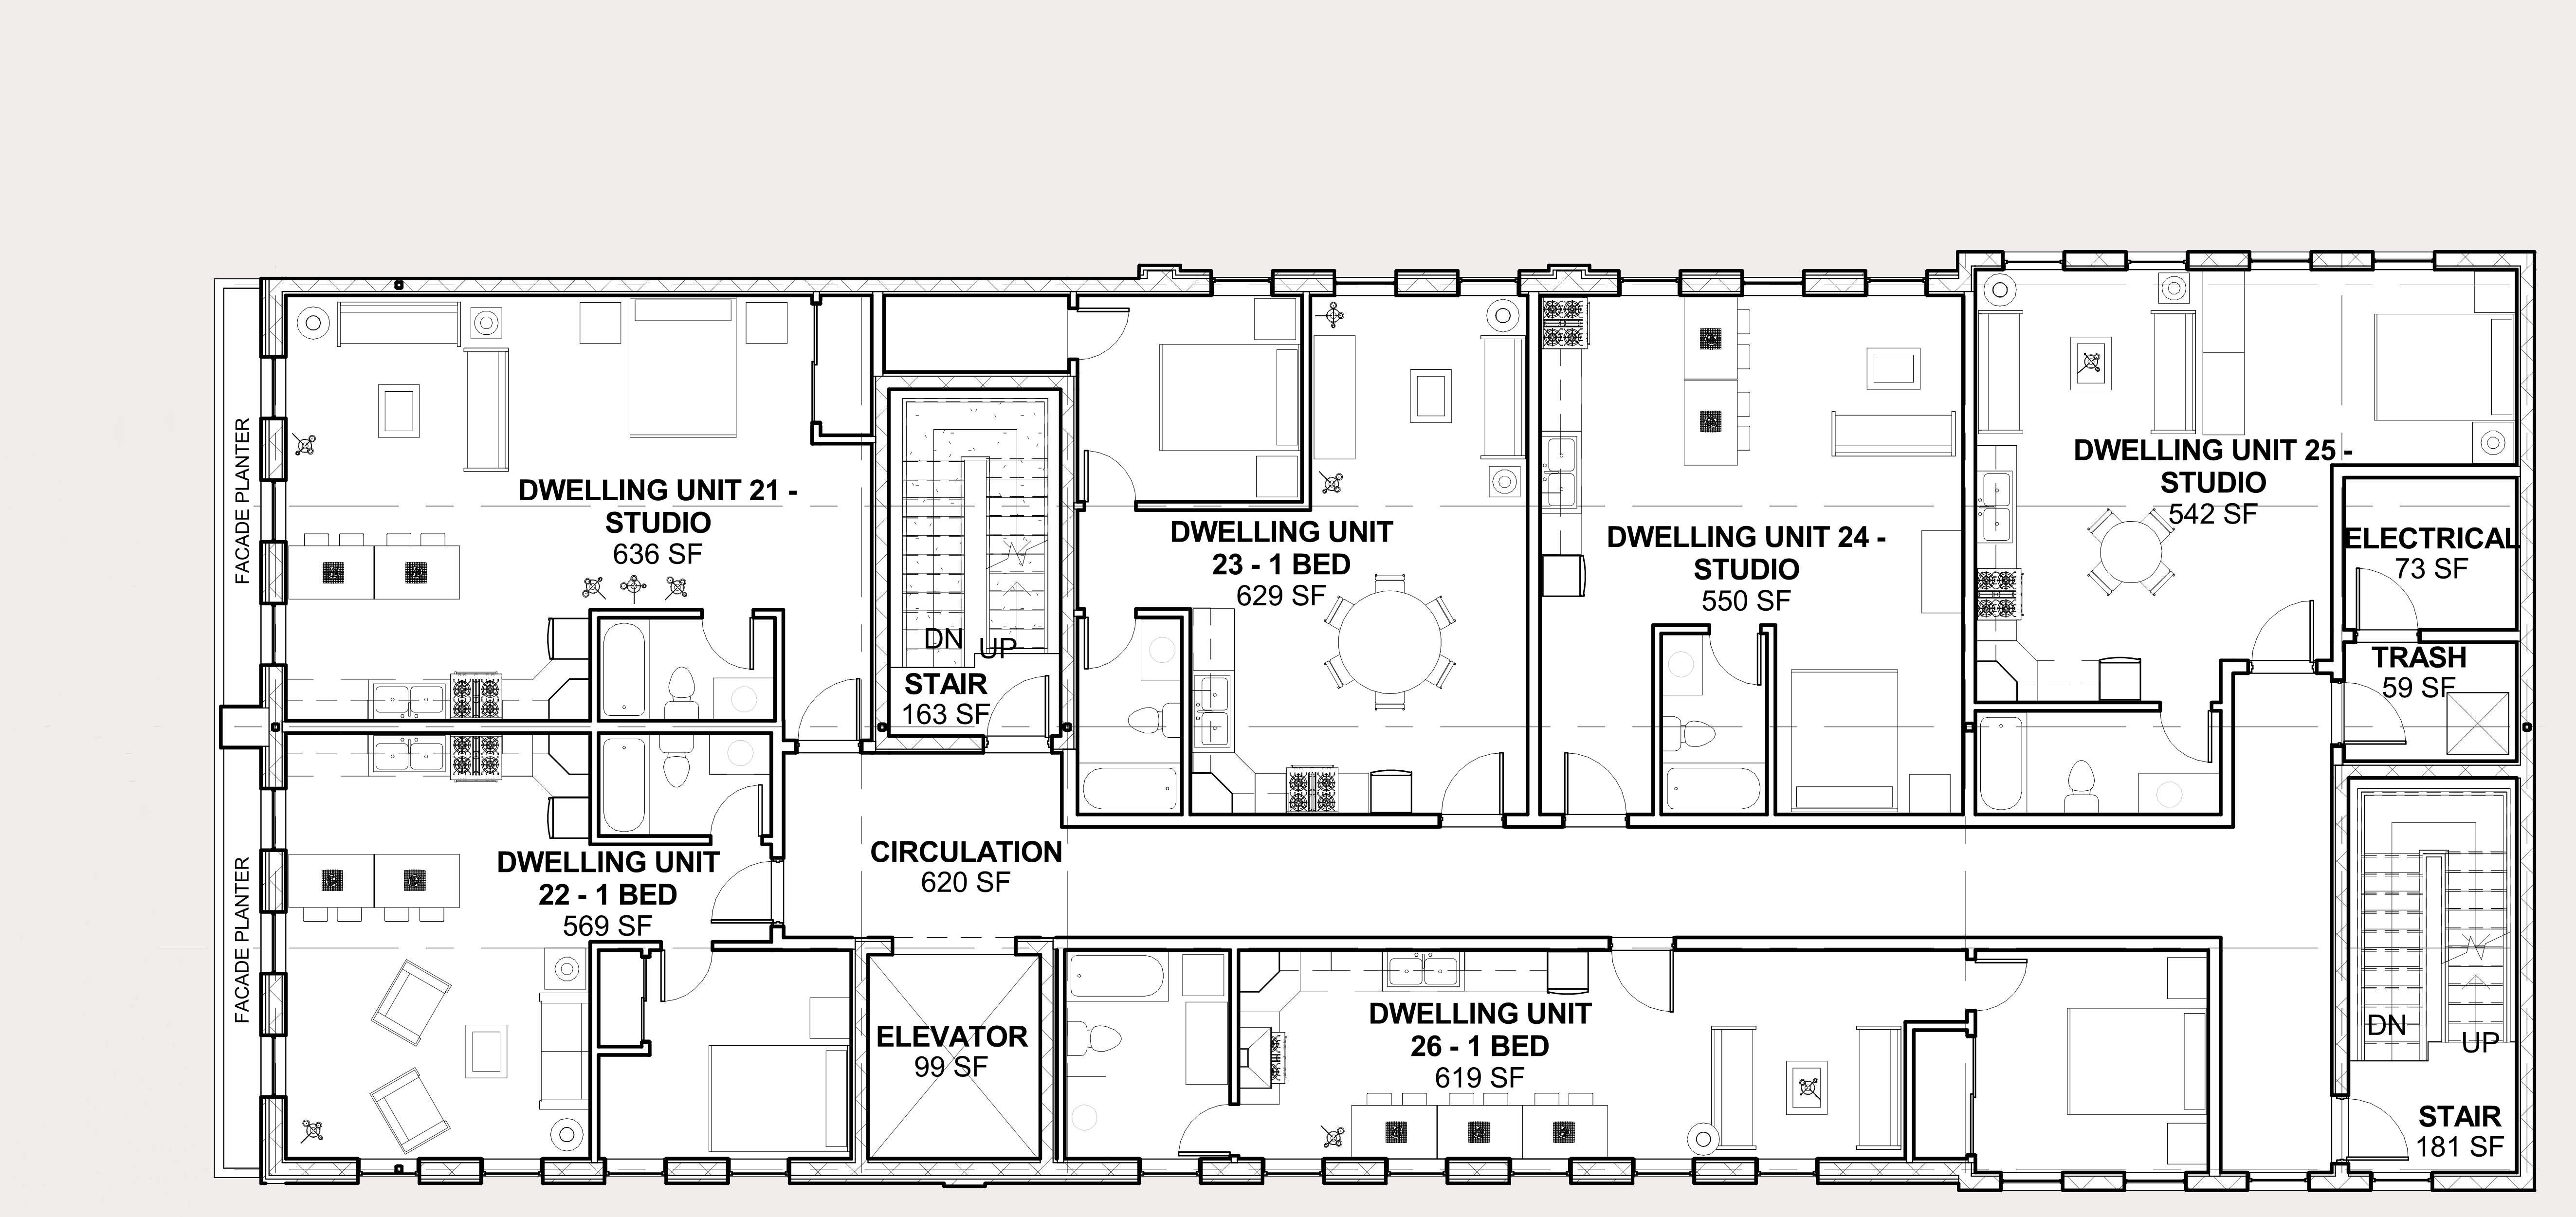 FACADE PLANTER
FACADE PLANTER
DWELLING UNIT 21 -
STUDIO
636 SF
DWELLING UNIT
22 - 1 BED
569 SF
DN
UP
STAIR
163 SF
CIRCULATION
620 SF
ELEVATOR
99 SF
DWELLING UNIT
23 - 1 BED
629 SF
DWELLING UNIT 24 -
STUDIO
550 SF
DWELLING UNIT 25 -
STUDIO
542 SF
ELECTRICAL
73 SF
TRASH
59 SF
DWELLING UNIT
26 - 1 BED
619 SF
DN
UP
STAIR
181 SF